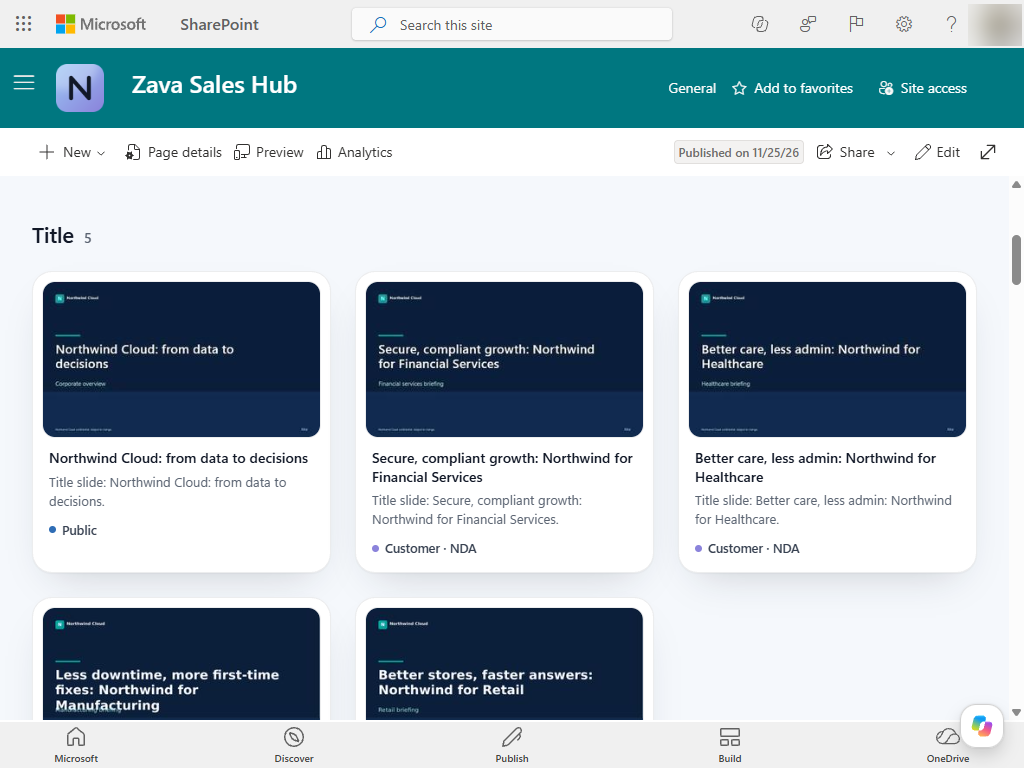 Microsoft
SharePoint
Search this site
N
Zava Sales Hub
General
Add to favorites
Site access
New
Page details
Preview
Analytics
Published on 11/25/26
Share
Edit
Title 5
N Northwind Cloud
Northwind Cloud: from data to
decisions
Corporate overview
Northwind Cloud: from data to decisions
Title slide: Northwind Cloud: from data to
decisions.
Public
N Northwind Cloud
Secure, compliant growth: Northwind
for Financial Services
Financial services briefing
Secure, compliant growth: Northwind for
Financial Services
Title slide: Secure, compliant growth:
Northwind for Financial Services.
Customer · NDA
N Northwind Cloud
Better care, less admin: Northwind for
Healthcare
Healthcare briefing
Better care, less admin: Northwind for
Healthcare
Title slide: Better care, less admin: Northwind
for Healthcare.
Customer · NDA
N Northwind Cloud
Less downtime, more first-time
fixes: Northwind for
Manufacturing
N Northwind Cloud
Better stores, faster answers:
Northwind for Retail
Retail briefing
Microsoft
Discover
Publish
Build
OneDrive